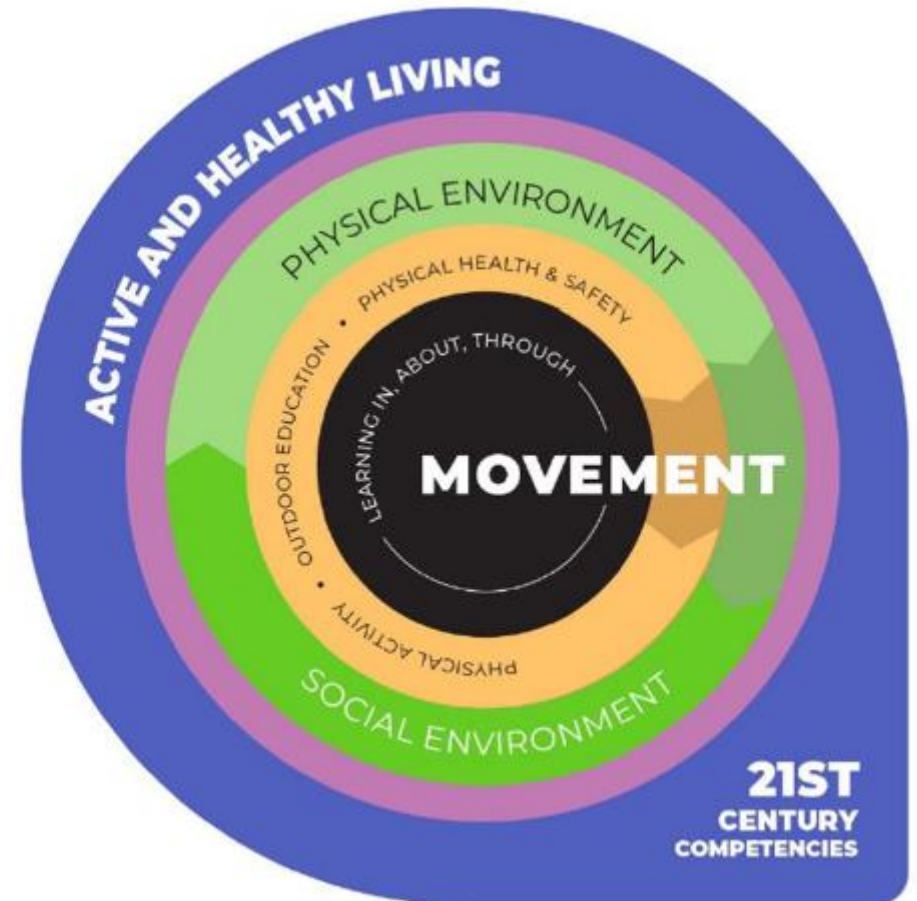 ACTIVE AND HEALTHY LIVING
PHYSICAL ENVIRONMENT
PHYSICAL HEALTH & SAFETY
OUTDOOR EDUCATION •
LEARNING IN, ABOUT, THROUGH
MOVEMENT
PHYSICAL ACTIVITY •
SOCIAL ENVIRONMENT
21ST
CENTURY
COMPETENCIES